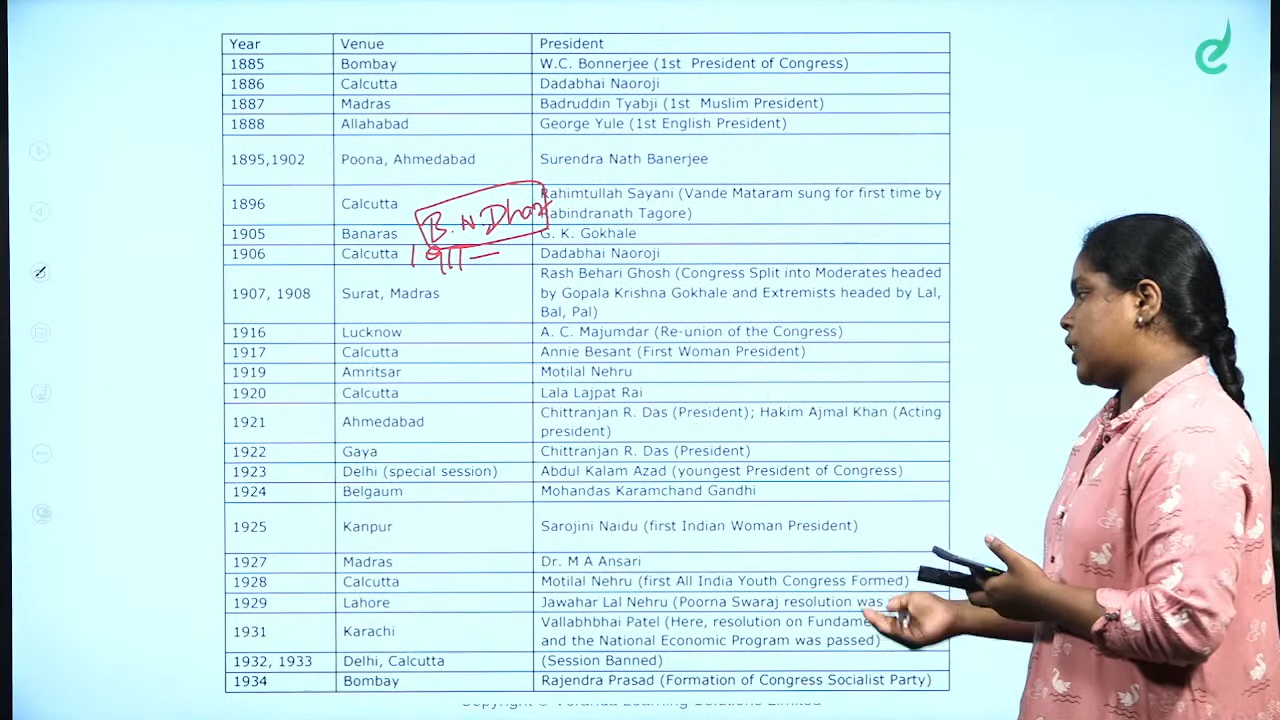 Year Venue President
1885 Bombay W.C. Bonnerjee (1st President of Congress)
1886 Calcutta Dadabhai Naoroji
1887 Madras Badruddin Tyabji (1st Muslim President)
1888 Allahabad George Yule (1st English President)
1895,1902 Poona, Ahmedabad Surendra Nath Banerjee
1896 Calcutta Rahimtullah Sayani (Vande Mataram sung for first time by
Rabindranath Tagore)
B. N Dhar
1905 Banaras G. K. Gokhale
1906 Calcutta Dadabhai Naoroji
1911 —
Rash Behari Ghosh (Congress Split into Moderates headed
1907, 1908 Surat, Madras by Gopala Krishna Gokhale and Extremists headed by Lal,
Bal, Pal)
1916 Lucknow A. C. Majumdar (Re-union of the Congress)
1917 Calcutta Annie Besant (First Woman President)
1919 Amritsar Motilal Nehru
1920 Calcutta Lala Lajpat Rai
1921 Ahmedabad Chittranjan R. Das (President); Hakim Ajmal Khan (Acting
president)
1922 Gaya Chittranjan R. Das (President)
1923 Delhi (special session) Abdul Kalam Azad (youngest President of Congress)
1924 Belgaum Mohandas Karamchand Gandhi
1925 Kanpur Sarojini Naidu (first Indian Woman President)
1927 Madras Dr. M A Ansari
1928 Calcutta Motilal Nehru (first All India Youth Congress Formed)
1929 Lahore Jawahar Lal Nehru (Poorna Swaraj resolution was
1931 Karachi Vallabhbhai Patel (Here, resolution on Fundame
and the National Economic Program was passed)
1932, 1933 Delhi, Calcutta (Session Banned)
1934 Bombay Rajendra Prasad (Formation of Congress Socialist Party)
Copyright © Veranda Learning Solutions Limited